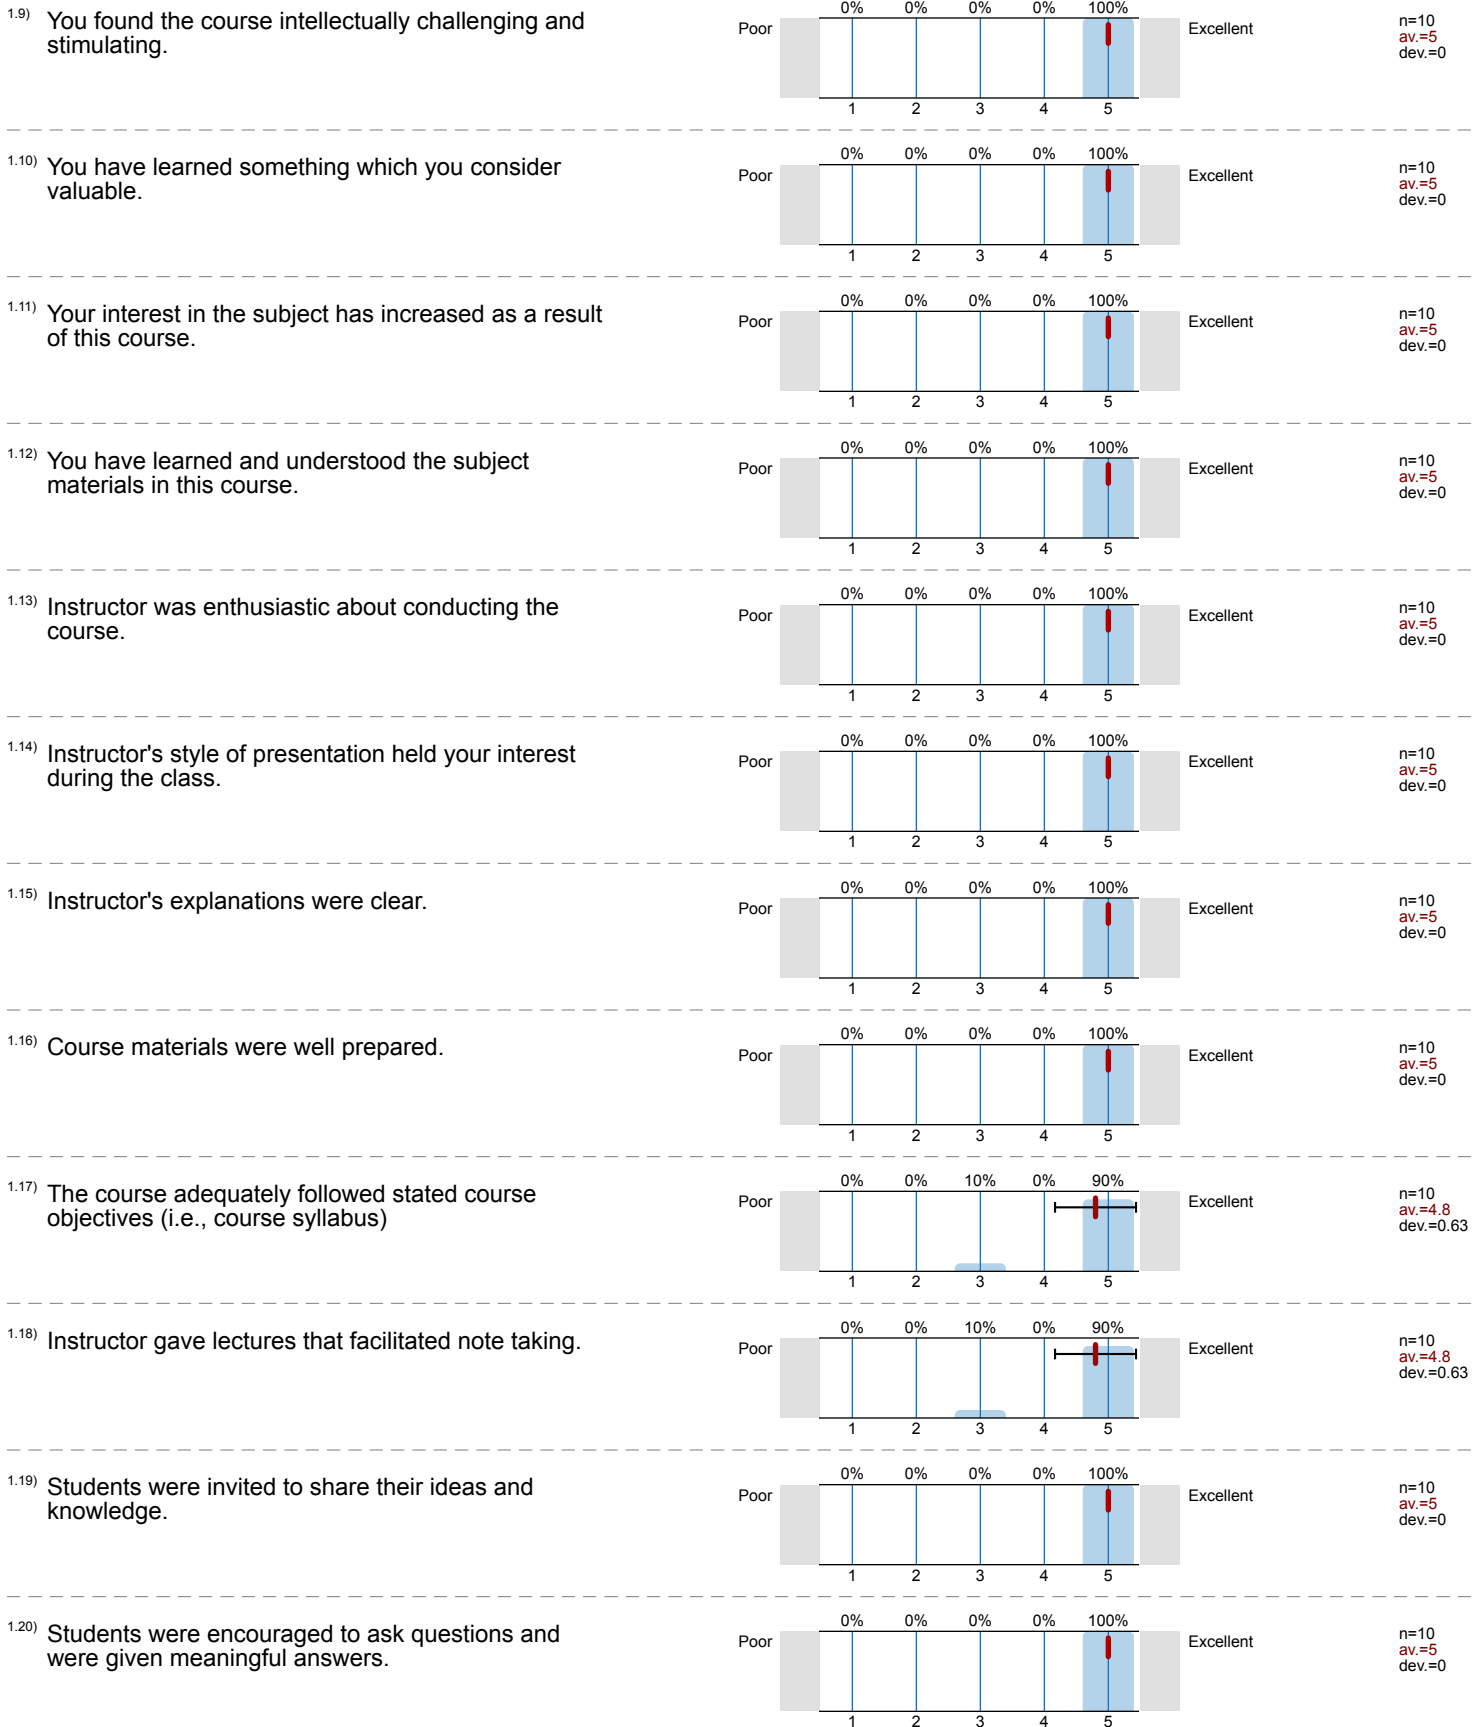 1.9) You found the course intellectually challenging and
stimulating.
Poor
0% 0% 0% 0% 100%
1 2 3 4 5
Excellent
n=10
av.=5
dev.=0
1.10) You have learned something which you consider
valuable.
Poor
0% 0% 0% 0% 100%
1 2 3 4 5
Excellent
n=10
av.=5
dev.=0
1.11) Your interest in the subject has increased as a result
of this course.
Poor
0% 0% 0% 0% 100%
1 2 3 4 5
Excellent
n=10
av.=5
dev.=0
1.12) You have learned and understood the subject
materials in this course.
Poor
0% 0% 0% 0% 100%
1 2 3 4 5
Excellent
n=10
av.=5
dev.=0
1.13) Instructor was enthusiastic about conducting the
course.
Poor
0% 0% 0% 0% 100%
1 2 3 4 5
Excellent
n=10
av.=5
dev.=0
1.14) Instructor's style of presentation held your interest
during the class.
Poor
0% 0% 0% 0% 100%
1 2 3 4 5
Excellent
n=10
av.=5
dev.=0
1.15) Instructor's explanations were clear.
Poor
0% 0% 0% 0% 100%
1 2 3 4 5
Excellent
n=10
av.=5
dev.=0
1.16) Course materials were well prepared.
Poor
0% 0% 0% 0% 100%
1 2 3 4 5
Excellent
n=10
av.=5
dev.=0
1.17) The course adequately followed stated course
objectives (i.e., course syllabus)
Poor
0% 0% 10% 0% 90%
1 2 3 4 5
Excellent
n=10
av.=4.8
dev.=0.63
1.18) Instructor gave lectures that facilitated note taking.
Poor
0% 0% 10% 0% 90%
1 2 3 4 5
Excellent
n=10
av.=4.8
dev.=0.63
1.19) Students were invited to share their ideas and
knowledge.
Poor
0% 0% 0% 0% 100%
1 2 3 4 5
Excellent
n=10
av.=5
dev.=0
1.20) Students were encouraged to ask questions and
were given meaningful answers.
Poor
0% 0% 0% 0% 100%
1 2 3 4 5
Excellent
n=10
av.=5
dev.=0